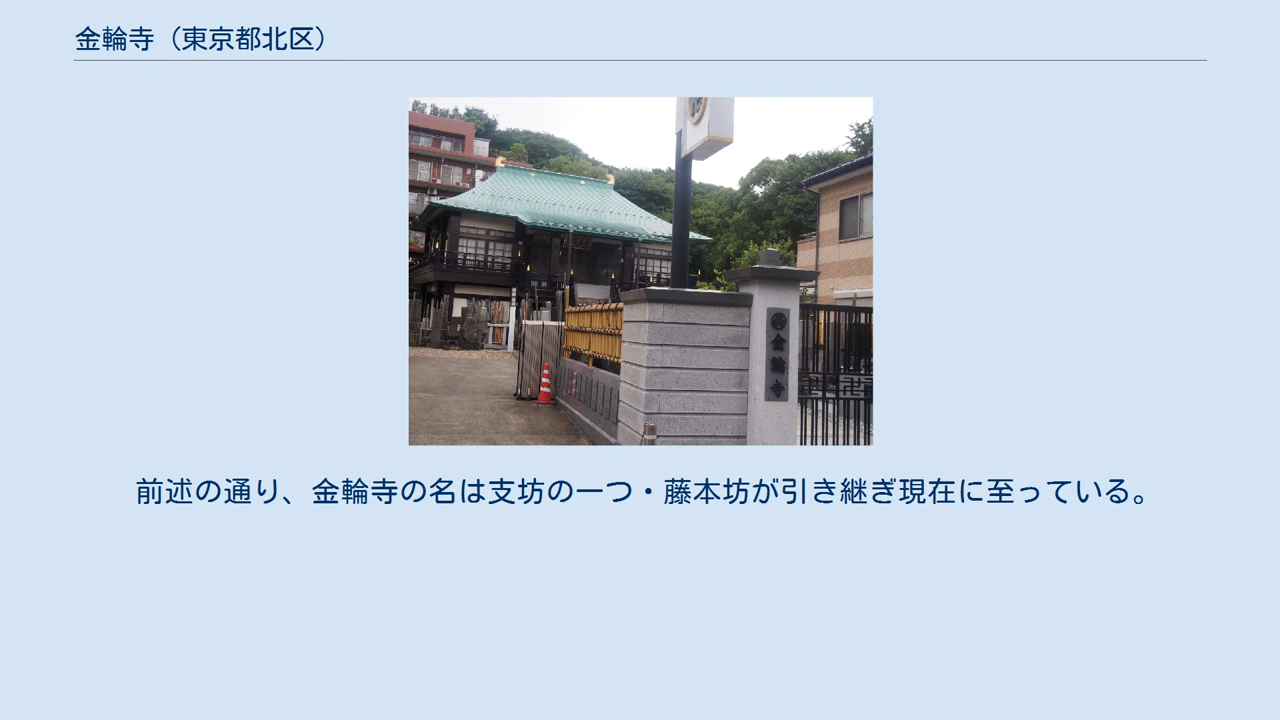 金輪寺（東京都北区）
15
金輪寺
前述の通り、金輪寺の名は支坊の一つ・藤本坊が引き継ぎ現在に至っている。